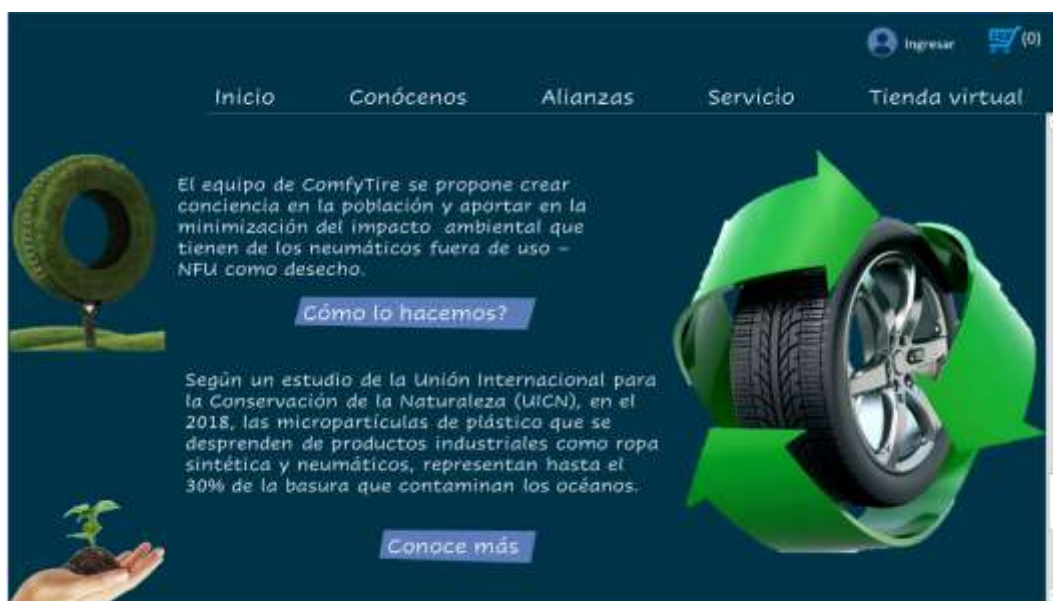 Ingresar
(0)
Inicio Conócenos Alianzas Servicio Tienda virtual
El equipo de ComfyTire se propone crear
conciencia en la población y aportar en la
minimización del impacto ambiental que
tienen de los neumáticos fuera de uso –
NFU como desecho.
Cómo lo hacemos?
Según un estudio de la Unión Internacional para
la Conservación de la Naturaleza (UICN), en el
2018, las micropartículas de plástico que se
desprenden de productos industriales como ropa
sintética y neumáticos, representan hasta el
30% de la basura que contaminan los océanos.
Conoce más